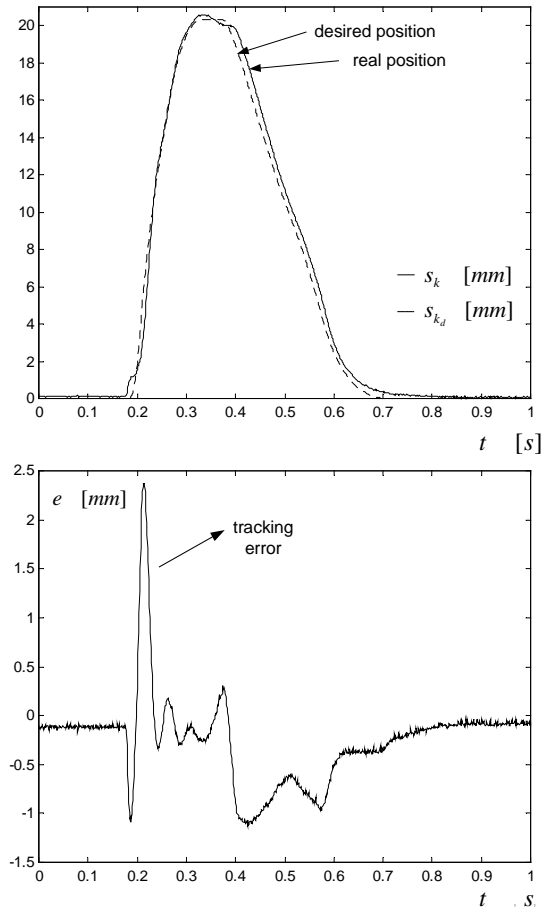 20
18
16
14
12
10
8
6
4
2
0
desired position
real position
— s_k [mm]
— s_{k_d} [mm]
0 0.1 0.2 0.3 0.4 0.5 0.6 0.7 0.8 0.9 1
t [s]
2.5
e [mm]
2
1.5
1
0.5
0
-0.5
-1
-1.5
tracking
error
0 0.1 0.2 0.3 0.4 0.5 0.6 0.7 0.8 0.9 1
t s